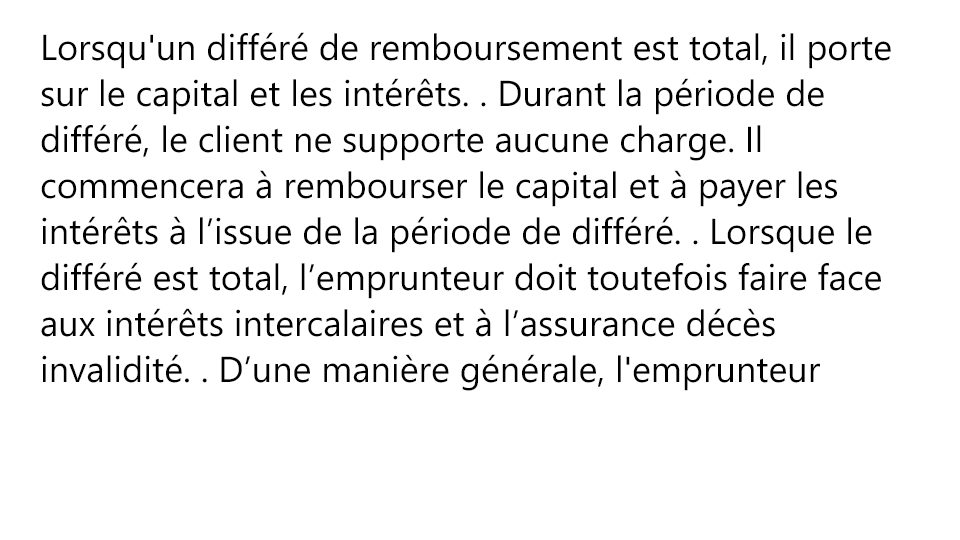 Lorsqu'un différé de remboursement est total, il porte
sur le capital et les intérêts. . Durant la période de
différé, le client ne supporte aucune charge. Il
commencera à rembourser le capital et à payer les
intérêts à l’issue de la période de différé. . Lorsque le
différé est total, l’emprunteur doit toutefois faire face
aux intérêts intercalaires et à l’assurance décès
invalidité. . D’une manière générale, l'emprunteur